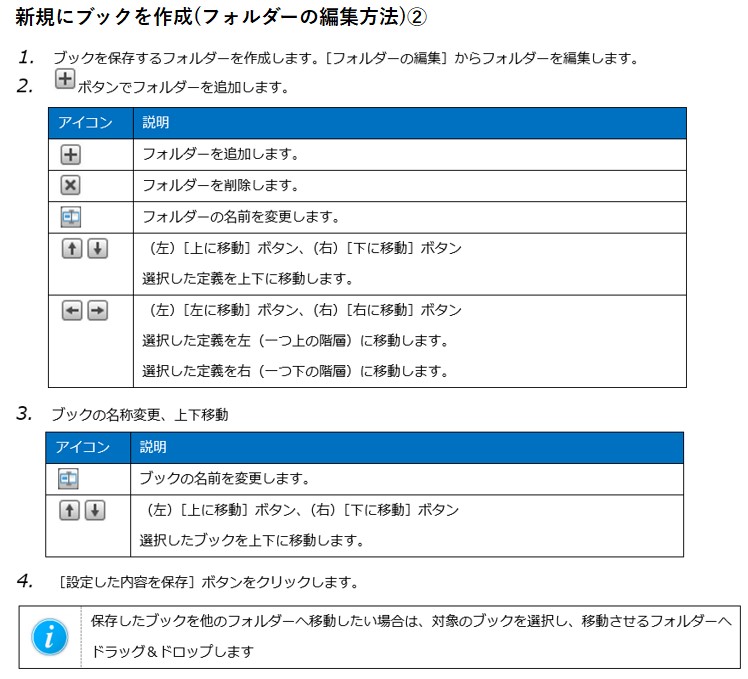 新規にブックを作成(フォルダーの編集方法)②
1. ブックを保存するフォルダーを作成します。[フォルダーの編集] からフォルダーを編集します。
2. ボタンでフォルダーを追加します。
アイコン 説明
フォルダーを追加します。
フォルダーを削除します。
フォルダーの名前を変更します。
（左）[上に移動] ボタン、（右）[下に移動] ボタン
選択した定義を上下に移動します。
（左）[左に移動] ボタン、（右）[右に移動] ボタン
選択した定義を左（一つ上の階層）に移動します。
選択した定義を右（一つ下の階層）に移動します。
3. ブックの名称変更、上下移動
アイコン 説明
ブックの名前を変更します。
（左）[上に移動] ボタン、（右）[下に移動] ボタン
選択したブックを上下に移動します。
4. [設定した内容を保存] ボタンをクリックします。
i
保存したブックを他のフォルダーへ移動したい場合は、対象のブックを選択し、移動させるフォルダーへ
ドラッグ＆ドロップします